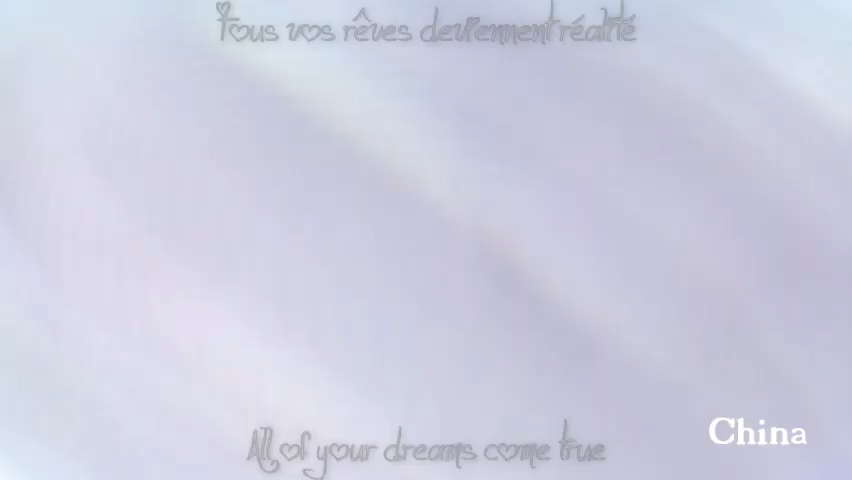 Tous vos rêves deviennent réalité
China
All of your dreams come true